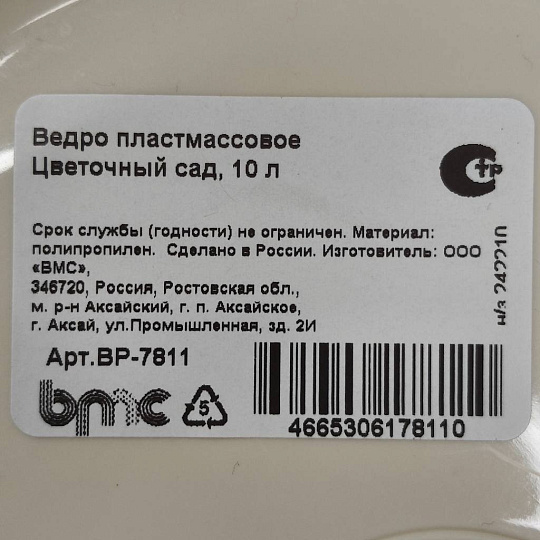 Ведро пластмассовое
Цветочный сад, 10 л
Срок службы (годности) не ограничен. Материал:
полипропилен. Сделано в России. Изготовитель: ООО
«ВМС»,
346720, Россия, Ростовская обл.,
м. р-н Аксайский, г. п. Аксайское,
г. Аксай, ул.Промышленная, зд. 2И
Арт.ВР-7811
bmc
5
4665306178110
стр